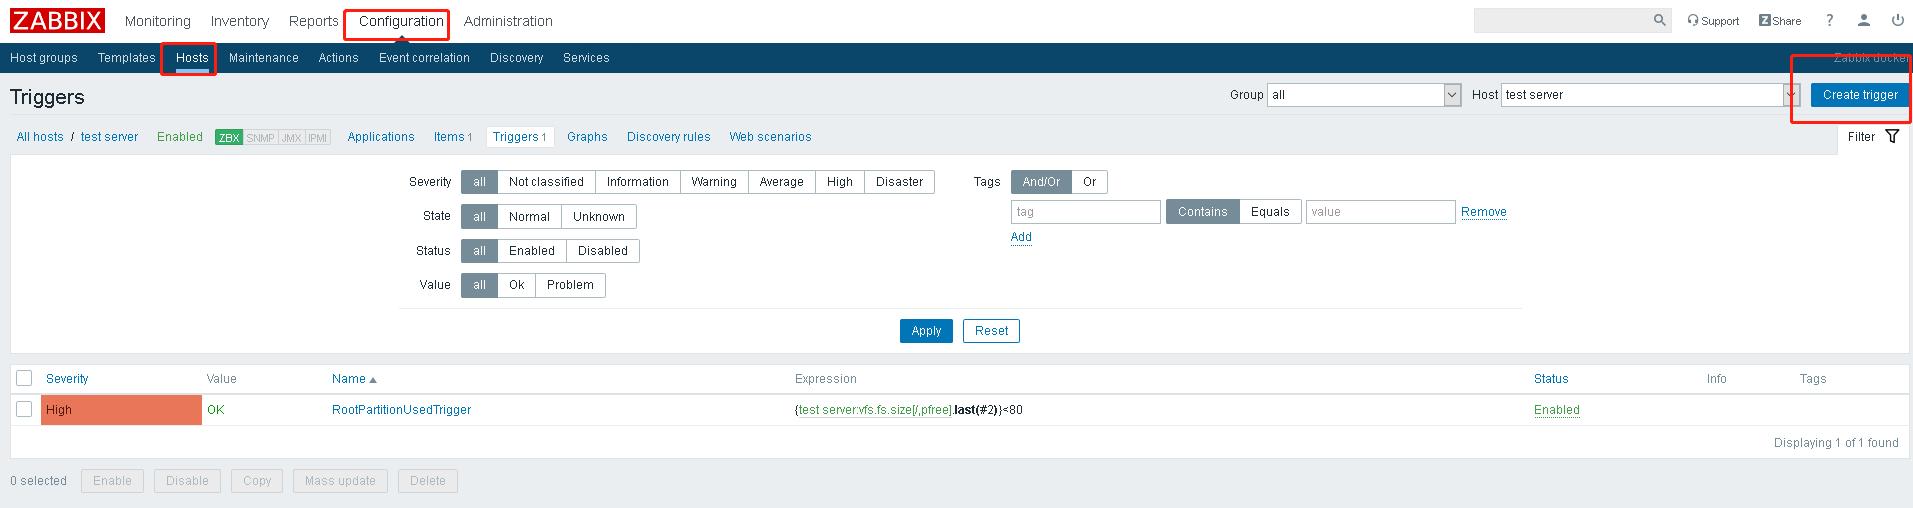 ZABBIX Monitoring Inventory Reports Configuration Administration Support Z Share ?
Host groups Templates Hosts Maintenance Actions Event correlation Discovery Services Zabbix docker
Triggers Group all Host test server Create trigger
All hosts / test server Enabled ZBX SNMP JMX IPMI Applications Items 1 Triggers 1 Graphs Discovery rules Web scenarios Filter
Severity all Not classified Information Warning Average High Disaster Tags And/Or Or
State all Normal Unknown tag Contains Equals value Remove
Add
Status all Enabled Disabled
Value all Ok Problem
Apply Reset
Severity Value Name Expression Status Info Tags
High OK RootPartitionUsedTrigger {test server:vfs.fs.size[/,pfree].last(#2)}<80 Enabled
Displaying 1 of 1 found
0 selected Enable Disable Copy Mass update Delete